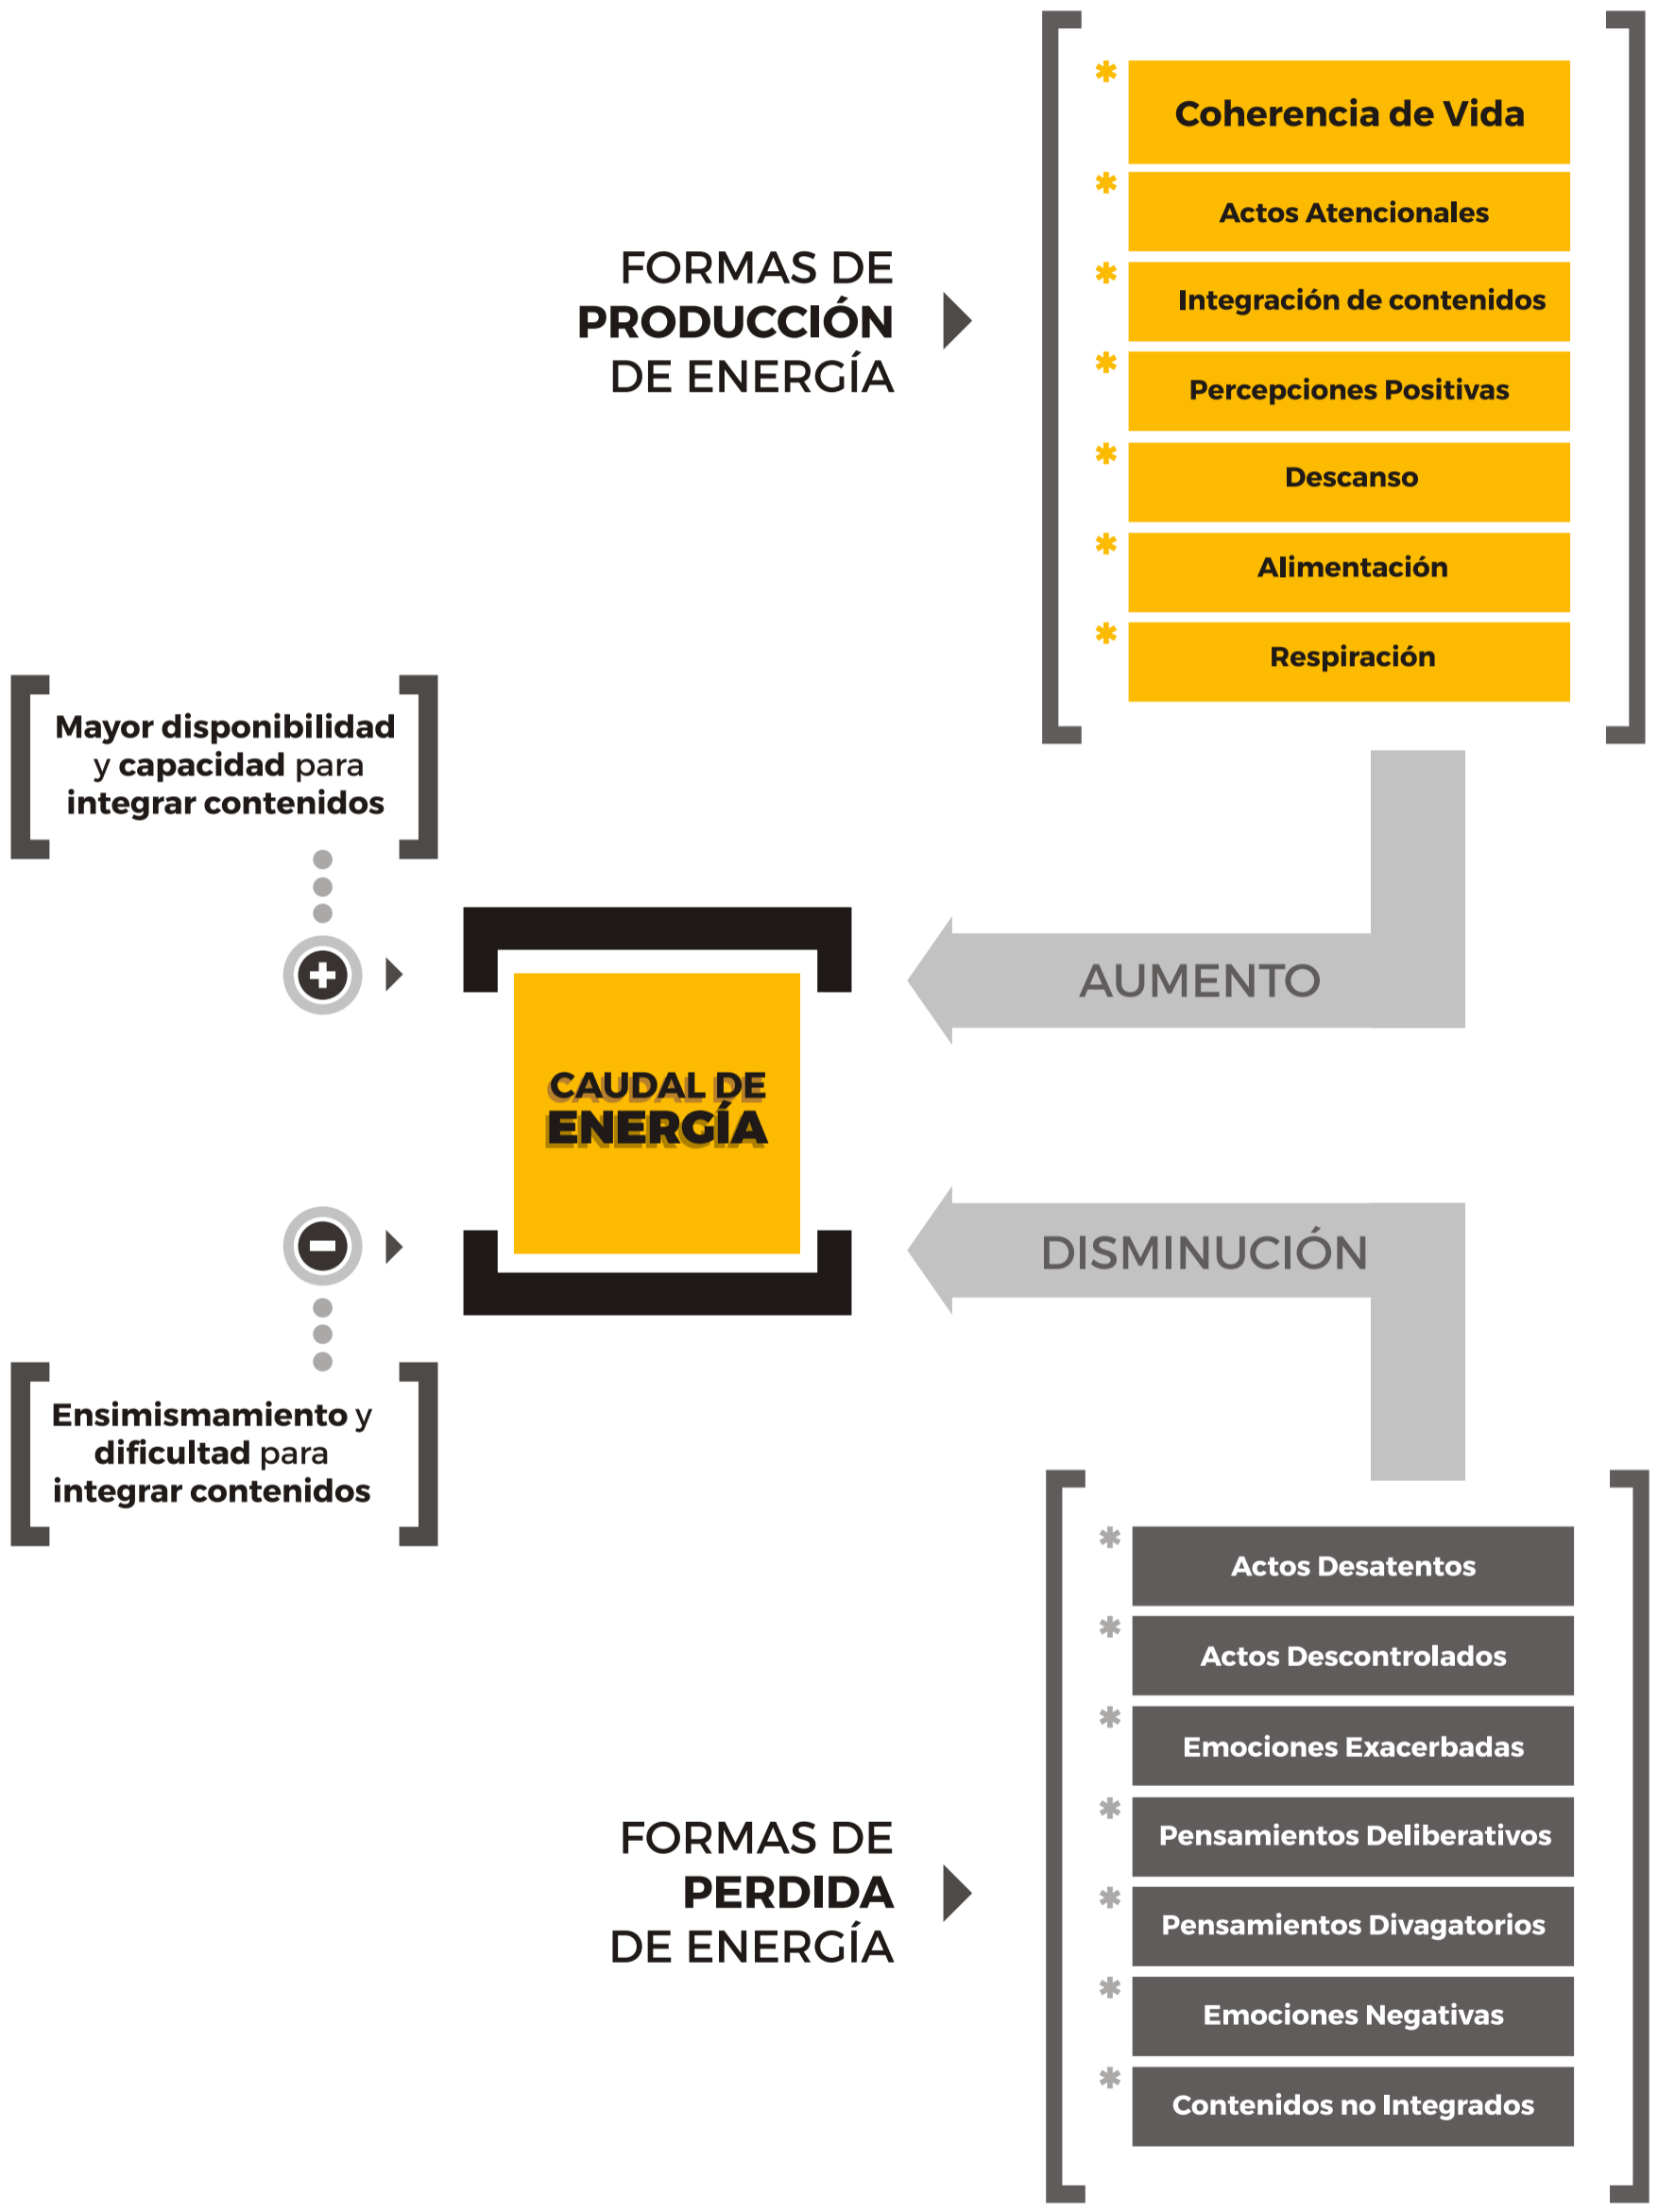 FORMAS DE
PRODUCCIÓN
DE ENERGÍA
Coherencia de Vida
Actos Atencionales
Integración de contenidos
Percepciones Positivas
Descanso
Alimentación
Respiración
Mayor disponibilidad
y capacidad para
integrar contenidos
AUMENTO
CAUDAL DE
ENERGÍA
DISMINUCIÓN
Ensimismamiento y
dificultad para
integrar contenidos
FORMAS DE
PERDIDA
DE ENERGÍA
Actos Desatentos
Actos Descontrolados
Emociones Exacerbadas
Pensamientos Deliberativos
Pensamientos Divagatorios
Emociones Negativas
Contenidos no Integrados